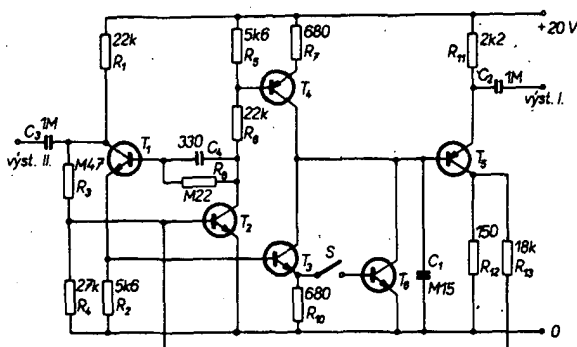 22k
R₁
5k6
R₅
680
R₇
2k2
R₁₁
+20 V
C₂
1M
výst. I.
T₄
C₃
1M
výst. II.
T₁
330
C₄
22k
R₆
M47
R₃
R₉
M22
T₂
T₅
T₃
S
T₆
C₁
M15
150
R₁₂
18k
R₁₃
27k
R₄
5k6
R₂
680
R₁₀
0